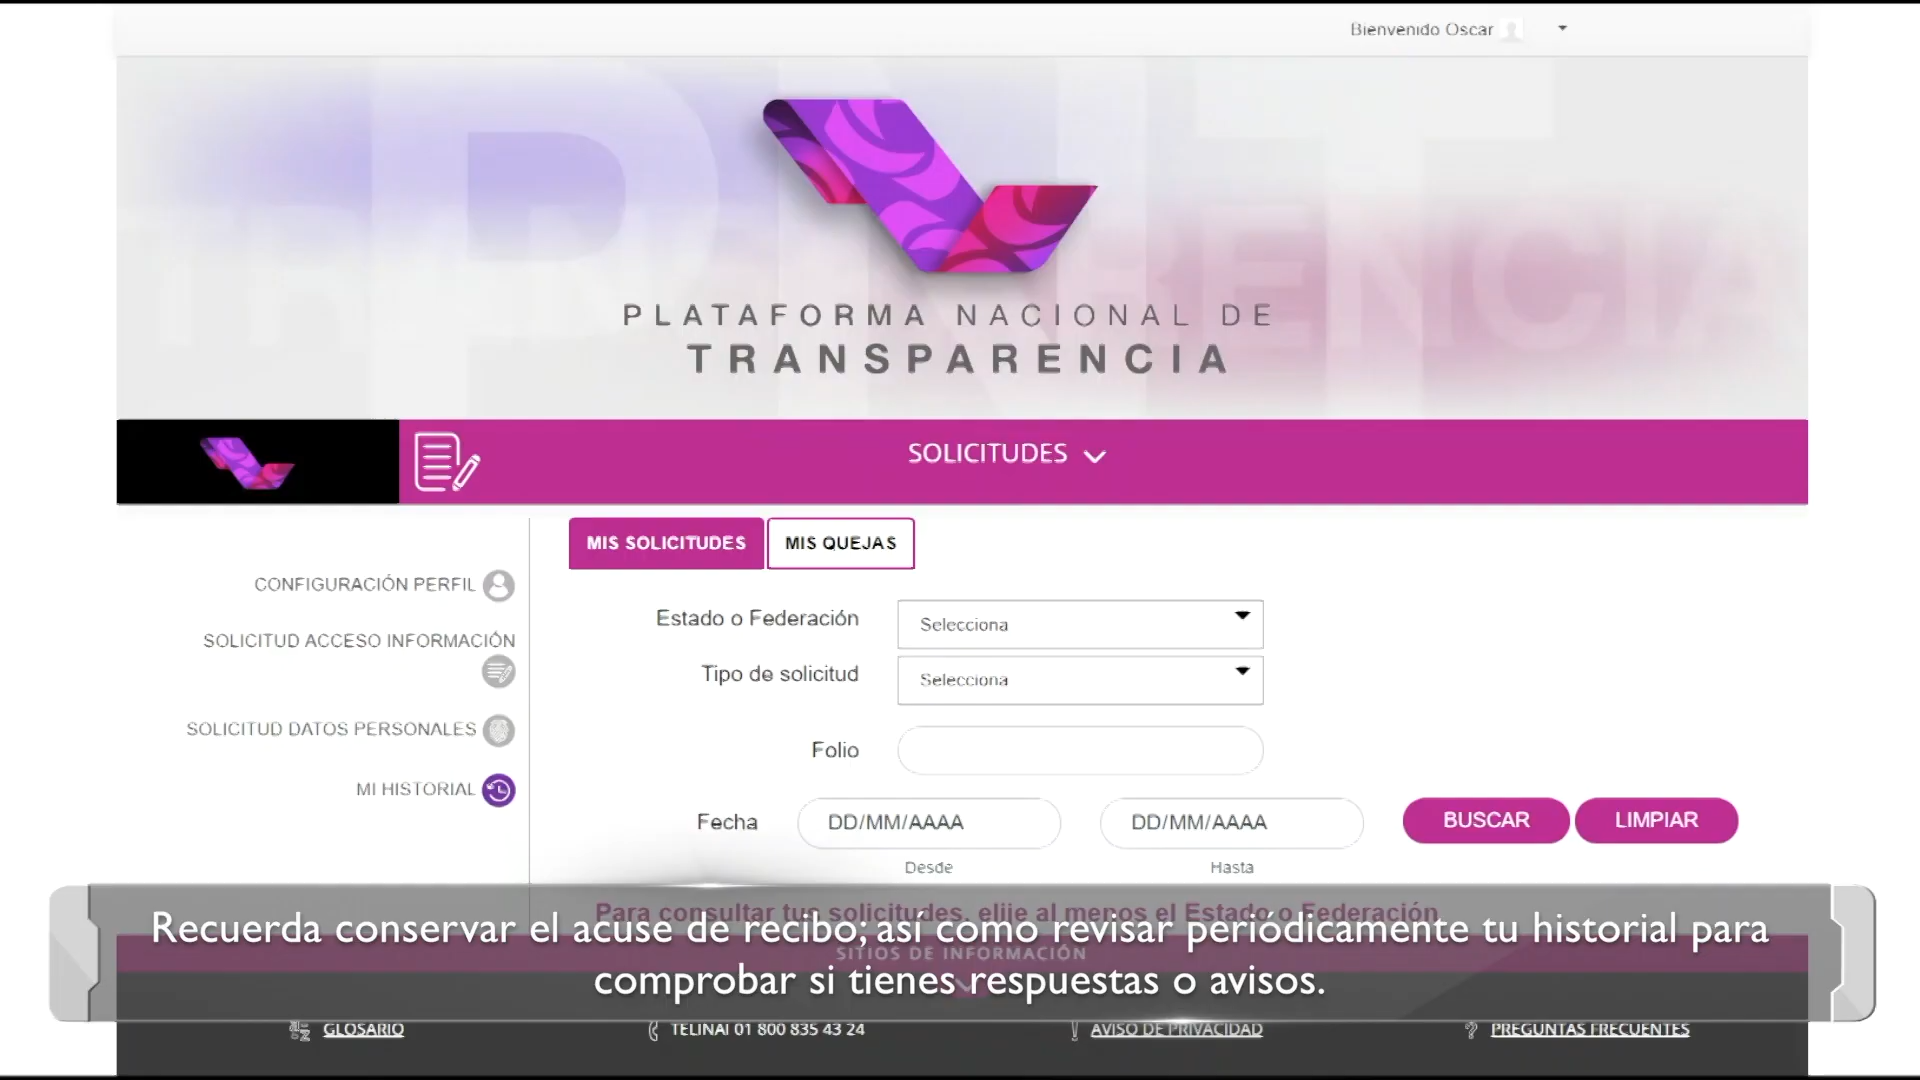 Bienvenido Oscar
PLATAFORMA NACIONAL DE
TRANSPARENCIA
SOLICITUDES
MIS SOLICITUDES
MIS QUEJAS
CONFIGURACIÓN PERFIL
SOLICITUD ACCESO INFORMACIÓN
SOLICITUD DATOS PERSONALES
MI HISTORIAL
Estado o Federación
Selecciona
Tipo de solicitud
Selecciona
Folio
Fecha
DD/MM/AAAA
DD/MM/AAAA
BUSCAR
LIMPIAR
Desde
Hasta
Para consultar tus solicitudes, elije al menos el Estado o Federación
SITIOS DE INFORMACIÓN
Recuerda conservar el acuse de recibo; así como revisar periódicamente tu historial para
comprobar si tienes respuestas o avisos.
GLOSARIO
TELINAI 01 800 835 43 24
AVISO DE PRIVACIDAD
PREGUNTAS FRECUENTES